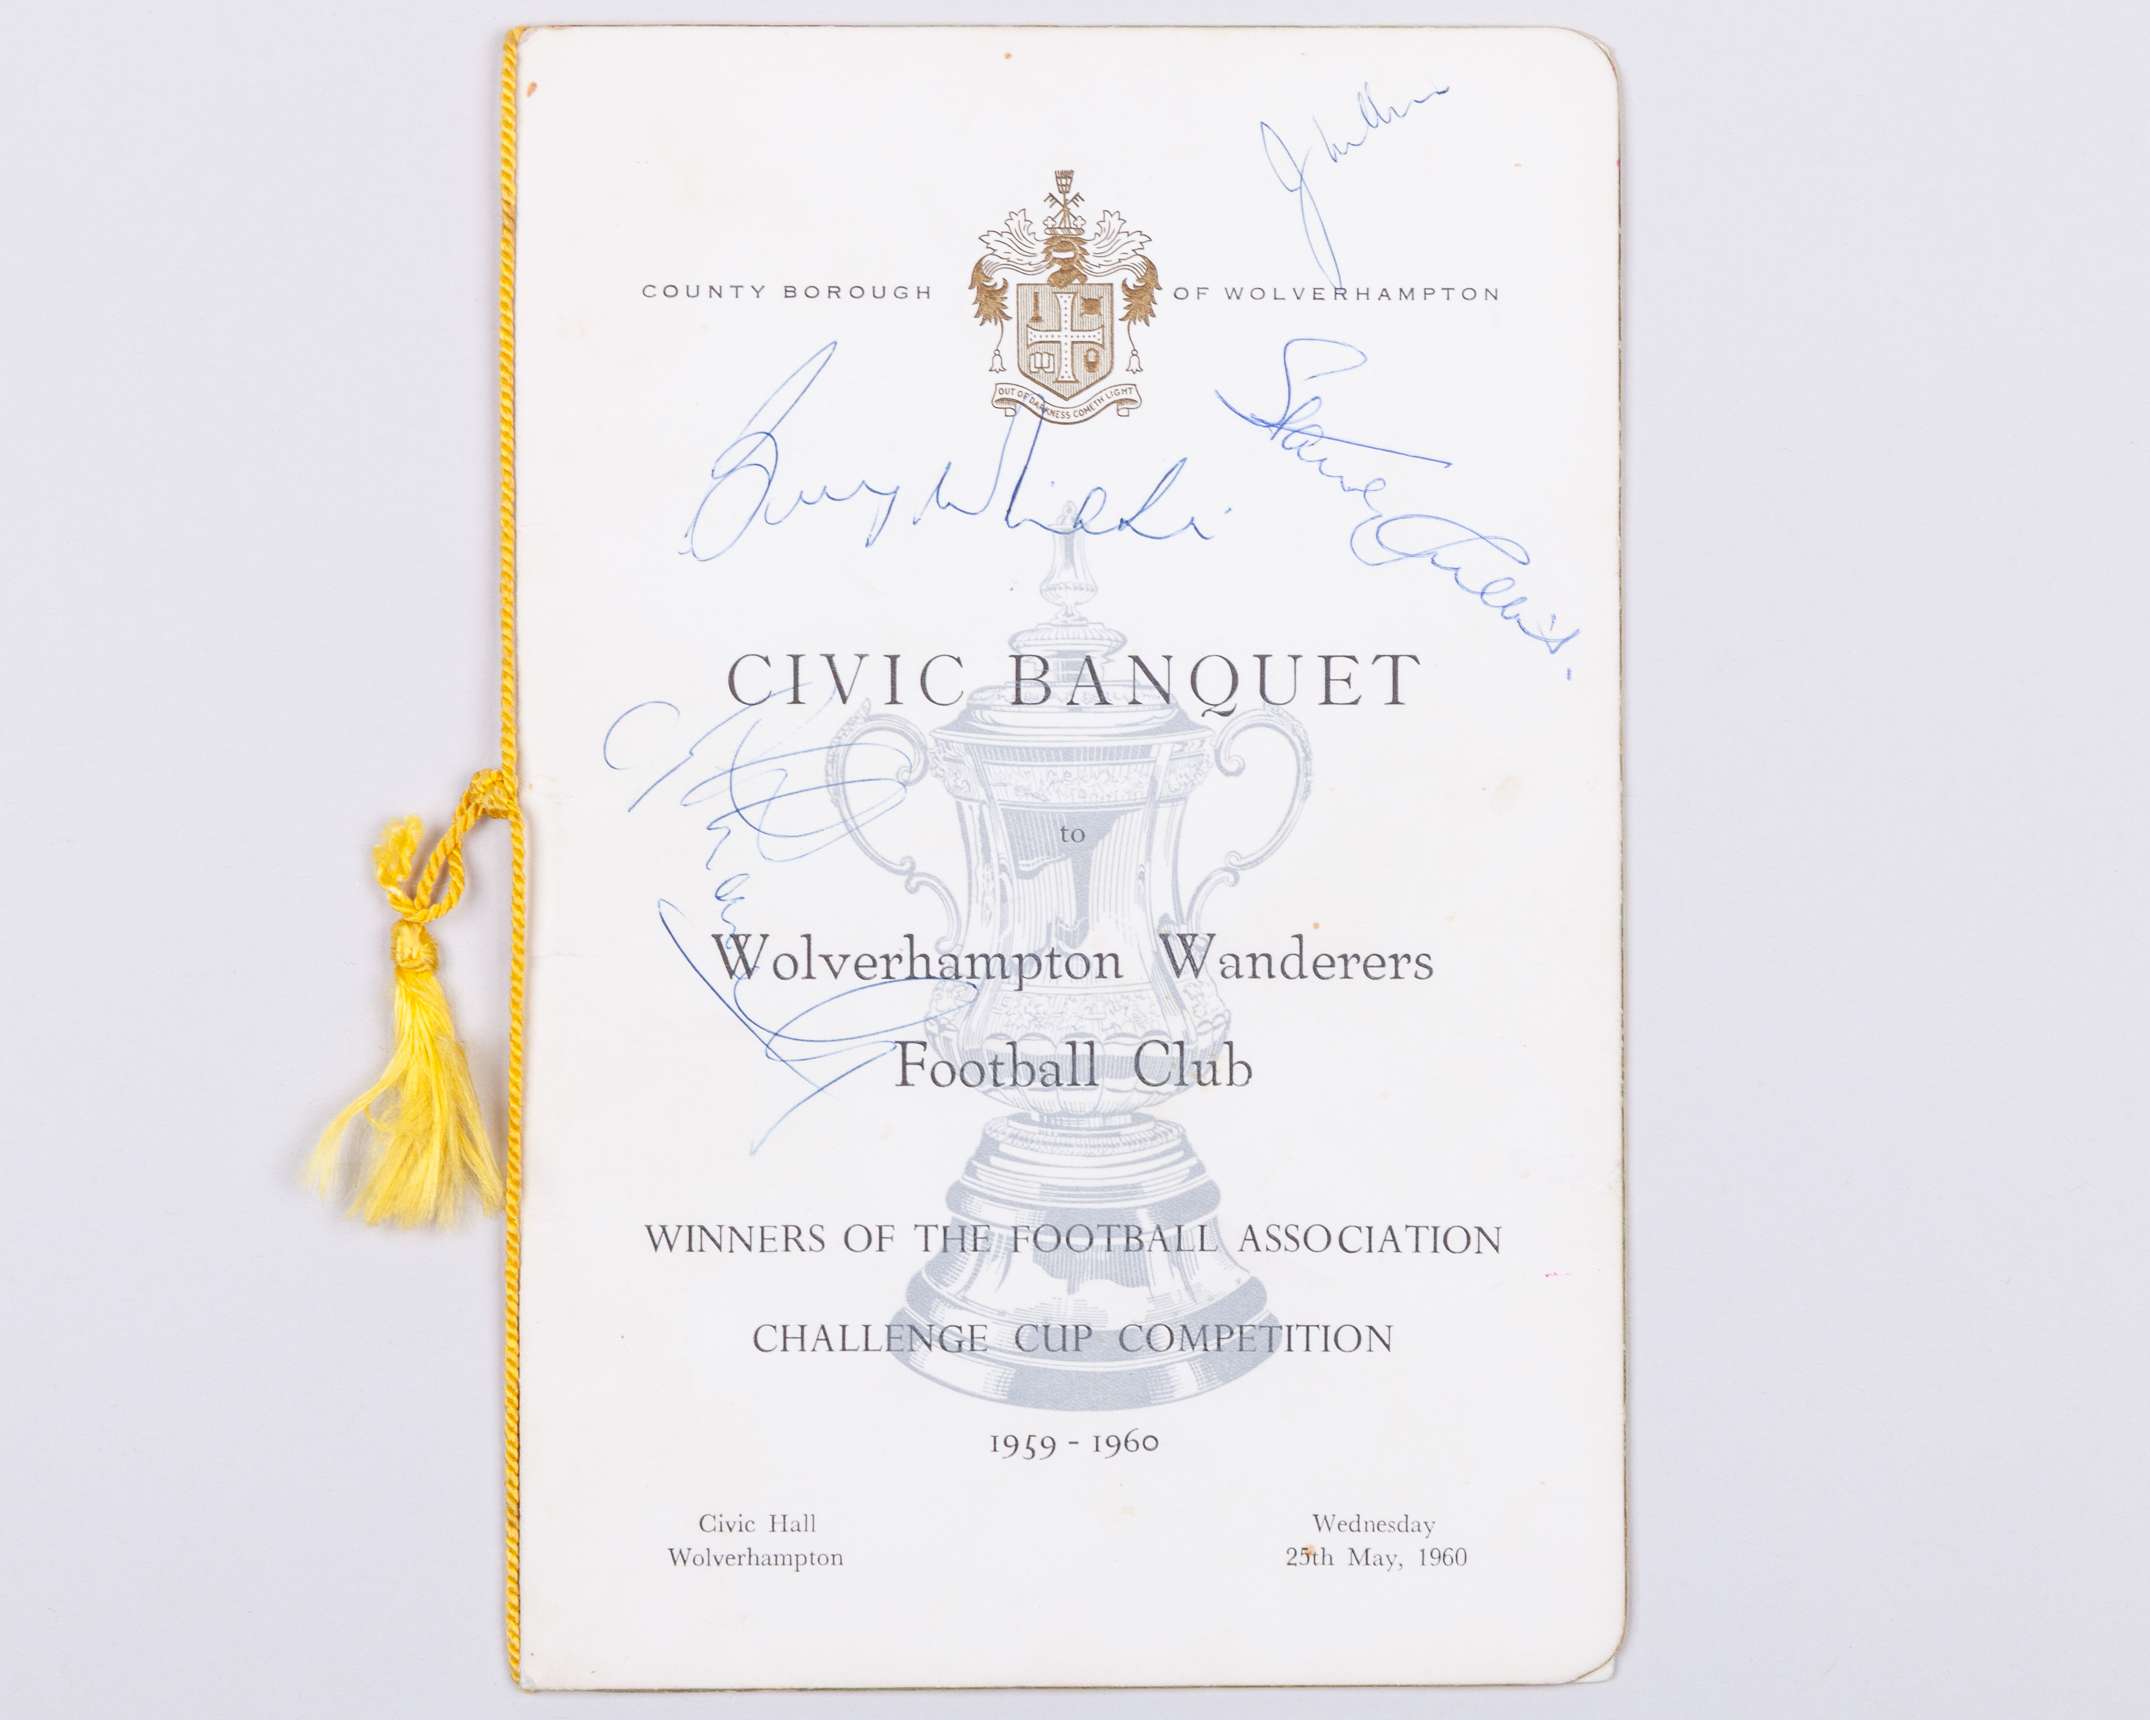 COUNTY BOROUGH OF WOLVERHAMPTON
OUT OF DARKNESS COMETH LIGHT
CIVIC BANQUET
to
Wolverhampton Wanderers
Football Club
WINNERS OF THE FOOTBALL ASSOCIATION
CHALLENGE CUP COMPETITION
1959 - 1960
Civic Hall
Wolverhampton
Wednesday
25th May, 1960